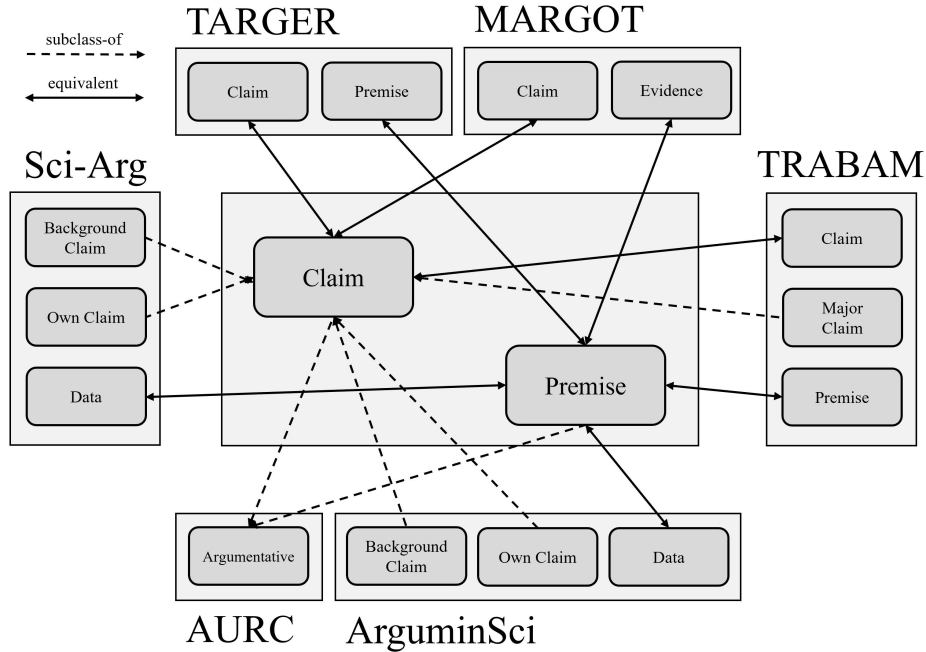 TARGER
MARGOT
subclass-of
equivalent
Claim
Premise
Claim
Evidence
Sci-Arg
TRABAM
Background
Claim
Own Claim
Data
Claim
Premise
Claim
Major
Claim
Premise
Argumentative
Background
Claim
Own Claim
Data
AURC
ArguminSci